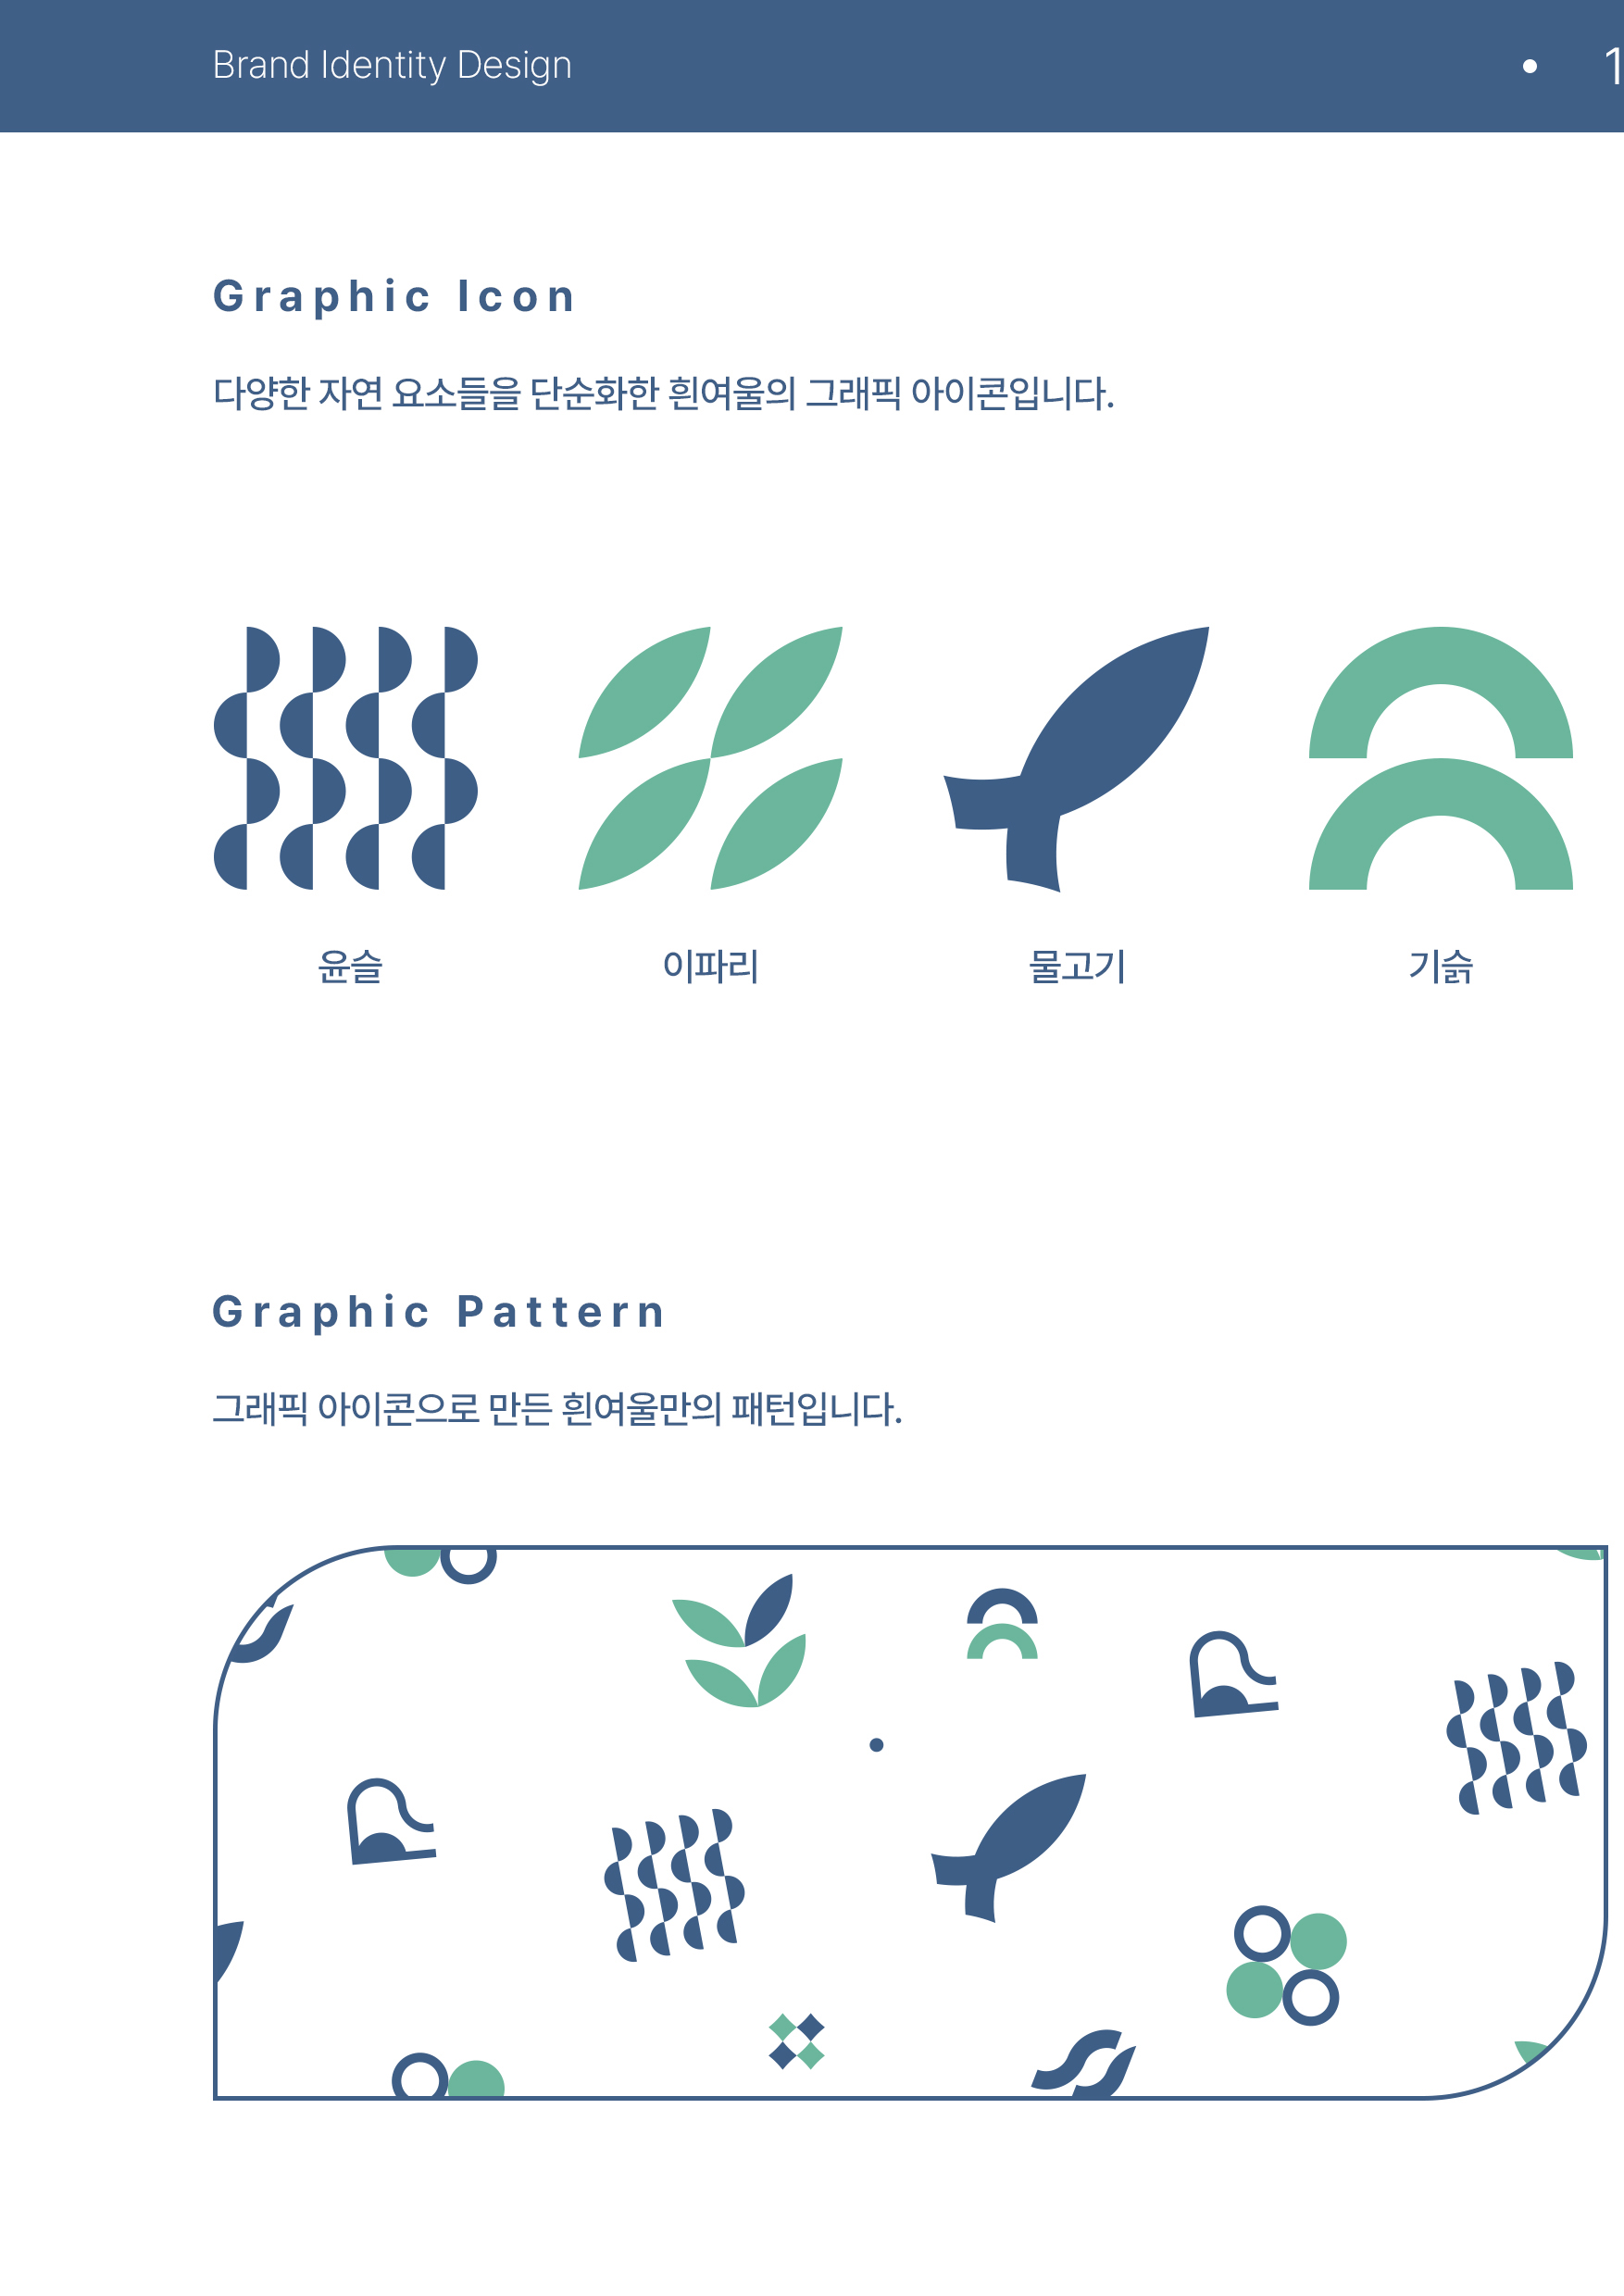 Brand Identity Design
• 1
Graphic Icon
다양한 자연 요소들을 단순화한 흰여울의 그래픽 아이콘입니다.
윤슬 이파리 물고기 기슭
Graphic Pattern
그래픽 아이콘으로 만든 흰여울만의 패턴입니다.